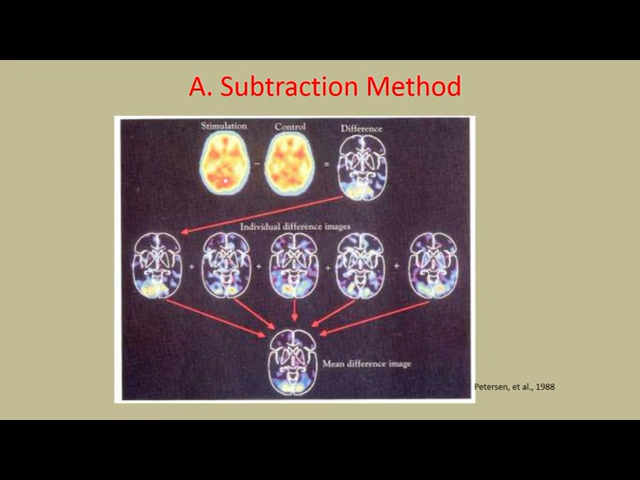 A. Subtraction Method
Stimulation Control Difference
- =
Individual difference images
+ + + +
Mean difference image
Petersen, et al., 1988